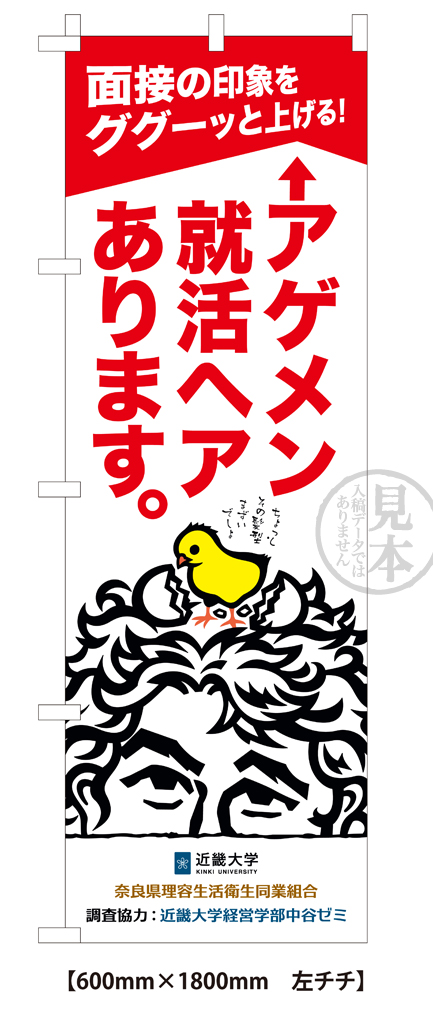 面接の印象を
ググーッと上げる!
アゲメン
就活ヘア
あります。
ちょっと
その髪型
まずい
でしょ
見本
入稿データでは
ありません
近畿大学
KINKI UNIVERSITY
奈良県理容生活衛生同業組合
調査協力：近畿大学経営学部中谷ゼミ
【600mm×1800mm　左チチ】